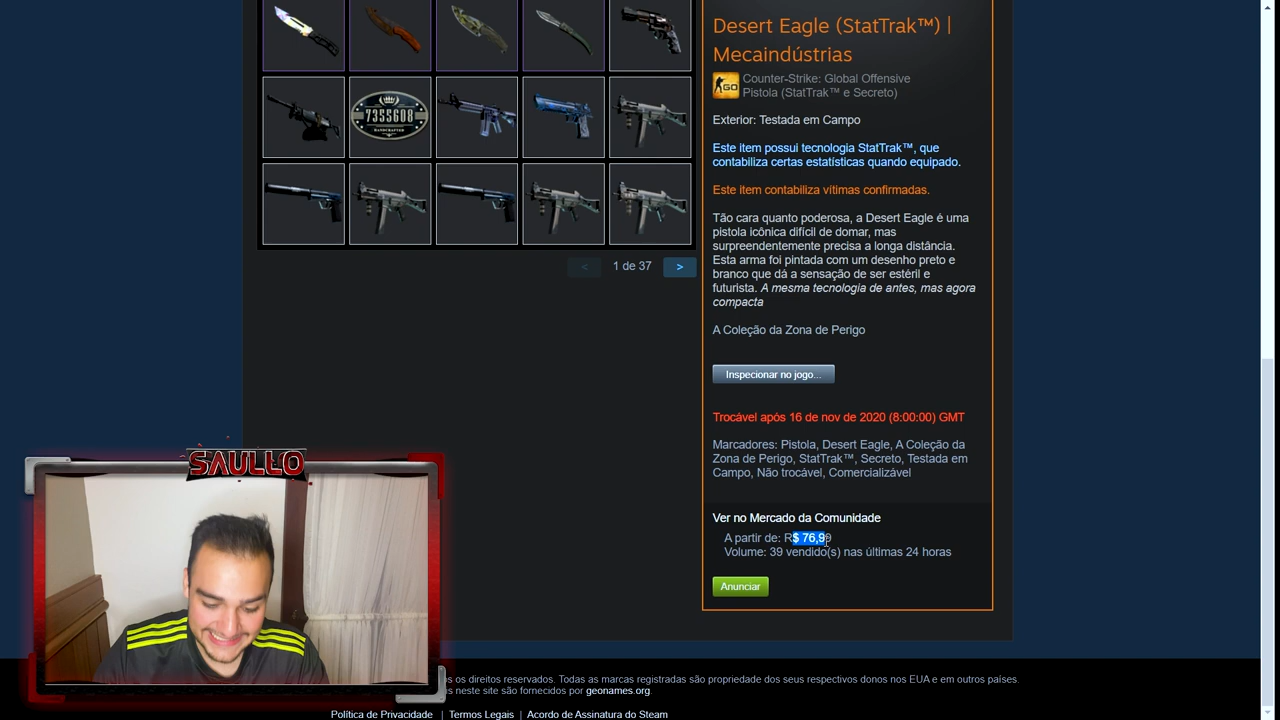 Desert Eagle (StatTrak™) |
Mecaindústrias
GO
Counter-Strike: Global Offensive
Pistola (StatTrak™ e Secreto)
Exterior: Testada em Campo
Este item possui tecnologia StatTrak™, que
contabiliza certas estatísticas quando equipado.
Este item contabiliza vítimas confirmadas.
Tão cara quanto poderosa, a Desert Eagle é uma
pistola icônica difícil de domar, mas
surpreendentemente precisa a longa distância.
Esta arma foi pintada com um desenho preto e
branco que dá a sensação de ser estéril e
futurista. A mesma tecnologia de antes, mas agora
compacta
A Coleção da Zona de Perigo
Inspecionar no jogo...
Trocável após 16 de nov de 2020 (8:00:00) GMT
Marcadores: Pistola, Desert Eagle, A Coleção da
Zona de Perigo, StatTrak™, Secreto, Testada em
Campo, Não trocável, Comercializável
Ver no Mercado da Comunidade
A partir de: R$ 76,99
Volume: 39 vendido(s) nas últimas 24 horas
Anunciar
7355608
HANDCRAFTED
< 1 de 37 >
SAULLO
os direitos reservados. Todas as marcas registradas são propriedade dos seus respectivos donos nos EUA e em outros países.
neste site são fornecidos por geonames.org.
Política de Privacidade | Termos Legais | Acordo de Assinatura do Steam